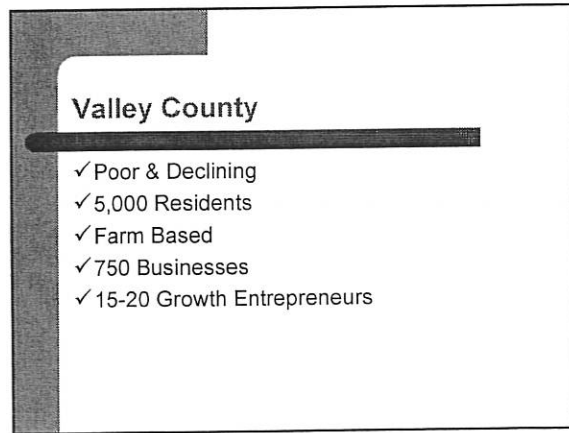 Valley County
✓Poor & Declining
✓5,000 Residents
✓Farm Based
✓750 Businesses
✓15-20 Growth Entrepreneurs